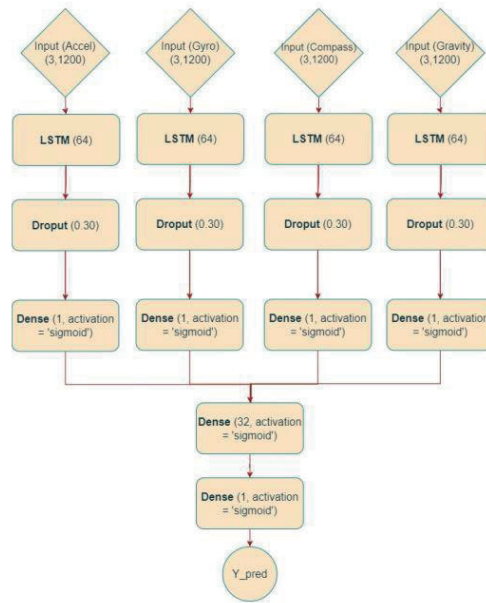 Input (Accel)
(3,1200)
Input (Gyro)
(3,1200)
Input (Compass)
(3,1200)
Input (Gravity)
(3,1200)
LSTM (64)
LSTM (64)
LSTM (64)
LSTM (64)
Droput (0.30)
Droput (0.30)
Droput (0.30)
Droput (0.30)
Dense (1, activation
= 'sigmoid')
Dense (1, activation
= 'sigmoid')
Dense (1, activation
= 'sigmoid')
Dense (1, activation
= 'sigmoid')
Dense (32, activation
= 'sigmoid')
Dense (1, activation
= 'sigmoid')
Y_pred